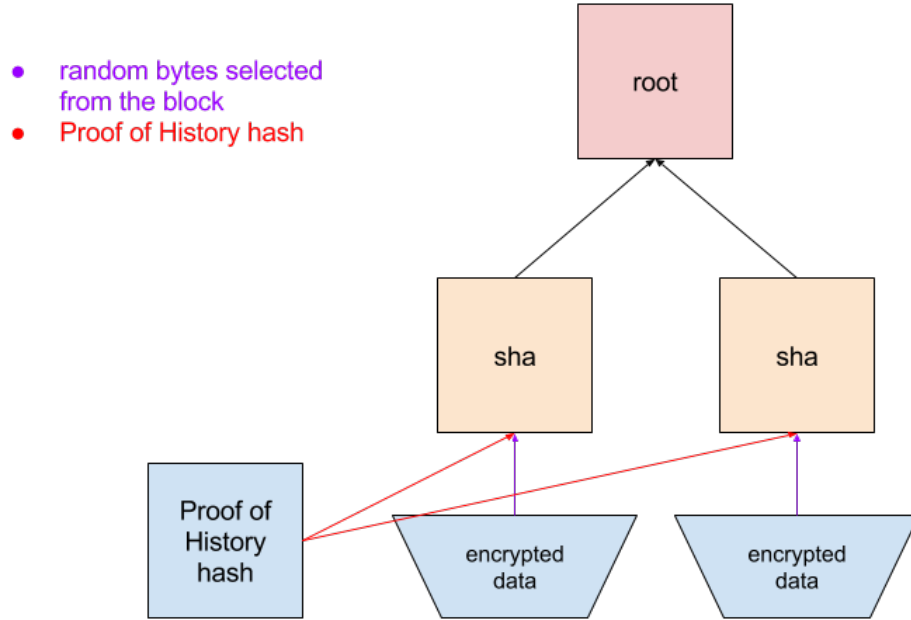 random bytes selected
from the block
Proof of History hash
root
sha
sha
Proof of
History
hash
encrypted
data
encrypted
data